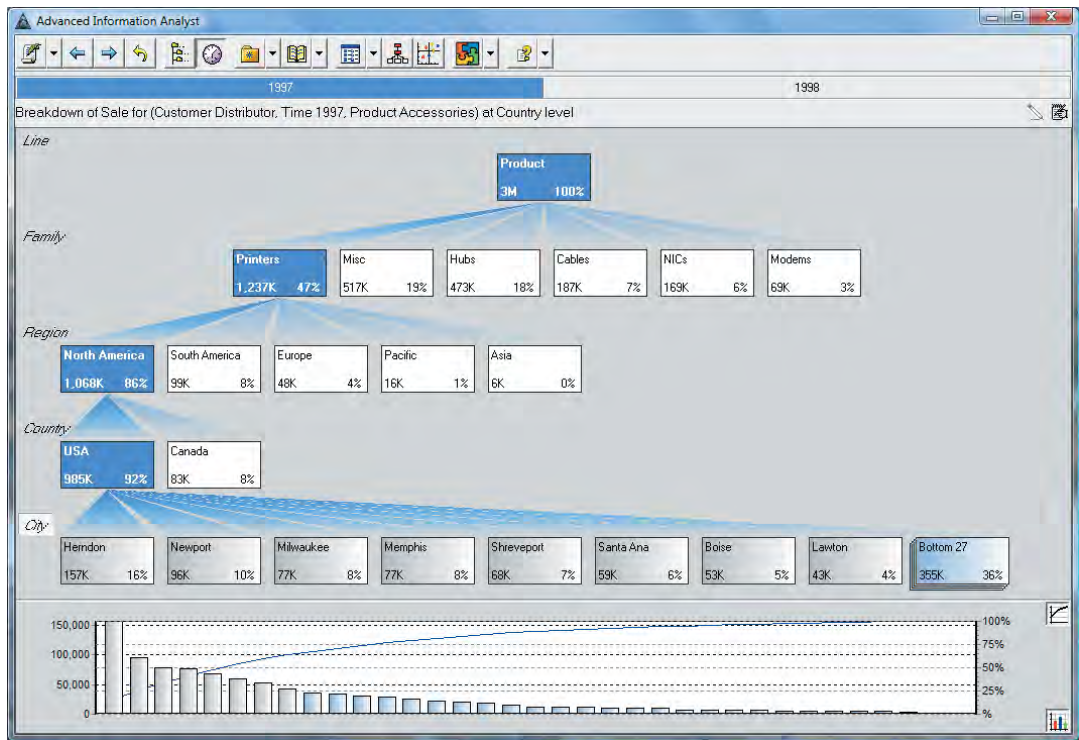 Advanced Information Analyst
1997 1998
Breakdown of Sale for (Customer Distributor, Time 1997, Product Accessories) at Country level
Line
Product
3M 100%
Family
Printers Misc Hubs Cables NICs Modems
1,237K 47% 517K 19% 473K 18% 187K 7% 169K 6% 69K 3%
Region
North America South America Europe Pacific Asia
1,068K 86% 99K 8% 48K 4% 16K 1% 6K 0%
Country
USA Canada
985K 92% 83K 8%
City
Herndon Newport Milwaukee Memphis Shreveport Santa Ana Boise Lawton Bottom 27
157K 16% 96K 10% 77K 8% 77K 8% 68K 7% 59K 6% 53K 5% 43K 4% 355K 36%
150,000 100%
75%
100,000
50%
50,000
25%
0 %